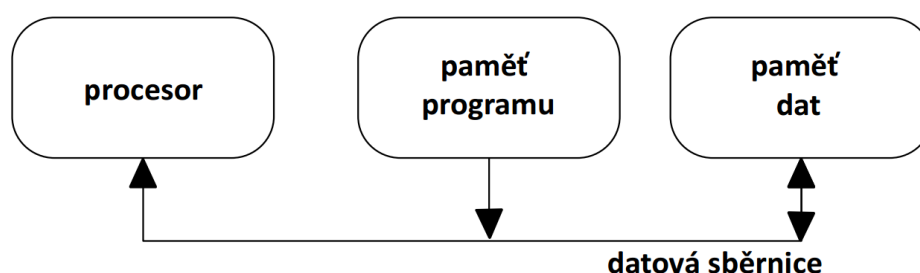 procesor
paměť
programu
paměť
dat
datová sběrnice